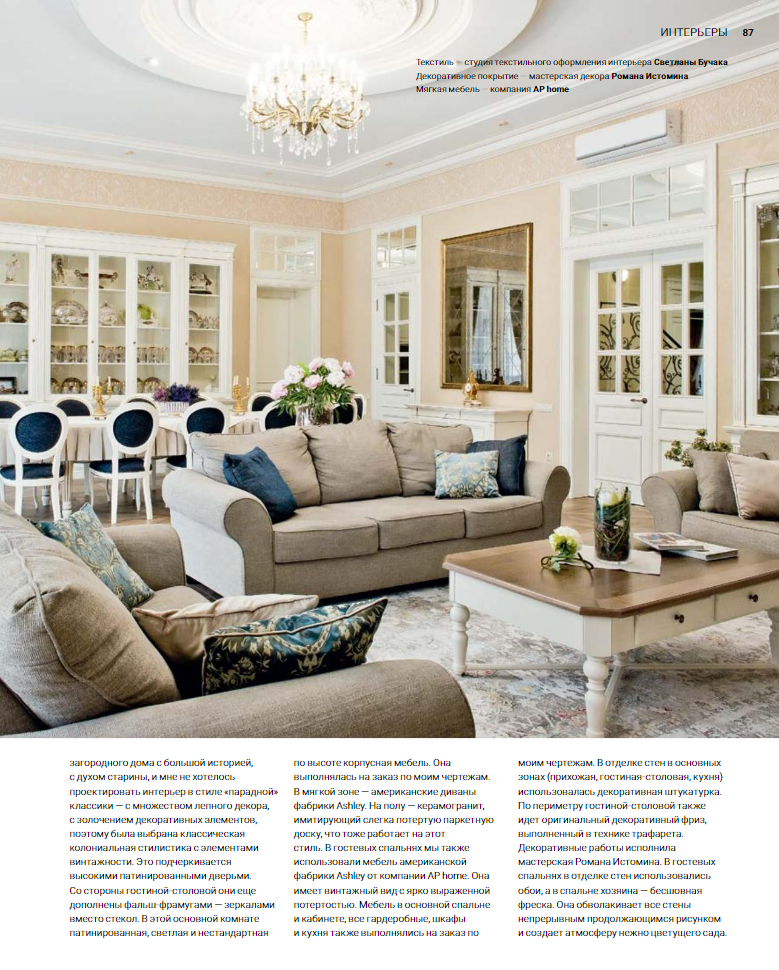 ИНТЕРЬЕРЫ 87
Текстиль – студия текстильного оформления интерьера Светланы Бучака
Декоративное покрытие – мастерская декора Романа Истомина
Мягкая мебель – компания AP home
загородного дома с большой историей,
с духом старины, и мне не хотелось
проектировать интерьер в стиле «парадной»
классики — с множеством лепного декора,
с золочением декоративных элементов,
поэтому была выбрана классическая
колониальная стилистика с элементами
винтажности. Это подчеркивается
высокими патинированными дверьми.
Со стороны гостиной-столовой они еще
дополнены фальш-фрамугами — зеркалами
вместо стекол. В этой основной комнате
патинированная, светлая и нестандартная
по высоте корпусная мебель. Она
выполнялась на заказ по моим чертежам.
В мягкой зоне — американские диваны
фабрики Ashley. На полу — керамогранит,
имитирующий слегка потертую паркетную
доску, что тоже работает на этот
стиль. В гостевых спальнях мы также
использовали мебель американской
фабрики Ashley от компании AP home. Она
имеет винтажный вид с ярко выраженной
потертостью. Мебель в основной спальне
и кабинете, все гардеробные, шкафы
и кухня также выполнялись на заказ по
моим чертежам. В отделке стен в основных
зонах (прихожая, гостиная-столовая, кухня)
использовалась декоративная штукатурка.
По периметру гостиной-столовой также
идет оригинальный декоративный фриз,
выполненный в технике трафарета.
Декоративные работы исполнила
мастерская Романа Истомина. В гостевых
спальнях в отделке стен использовались
обои, а в спальне хозяина — бесшовная
фреска. Она обволакивает все стены
непрерывным продолжающимся рисунком
и создает атмосферу нежно цветущего сада.